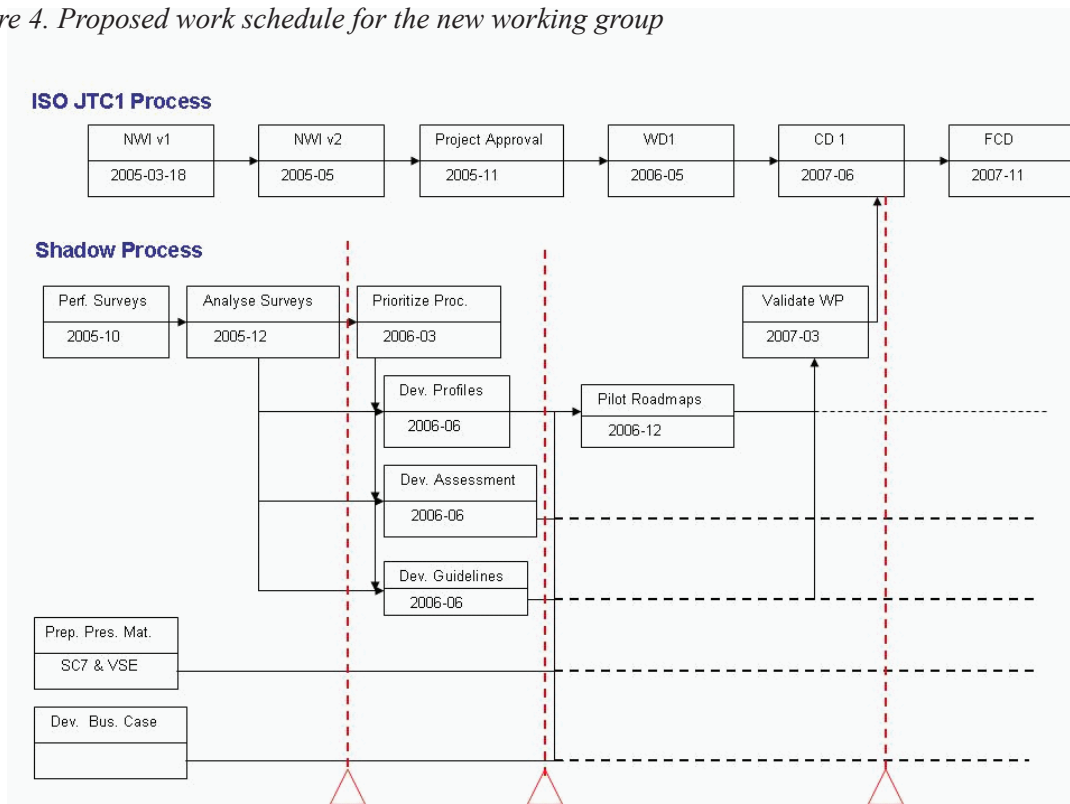 re 4. Proposed work schedule for the new working group
ISO JTC1 Process
NWI v1
2005-03-18
NWI v2
2005-05
Project Approval
2005-11
WD1
2006-05
CD 1
2007-06
FCD
2007-11
Shadow Process
Perf. Surveys
2005-10
Analyse Surveys
2005-12
Prioritize Proc.
2006-03
Validate WP
2007-03
Dev. Profiles
2006-06
Pilot Roadmaps
2006-12
Dev. Assessment
2006-06
Dev. Guidelines
2006-06
Prep. Pres. Mat.
SC7 & VSE
Dev. Bus. Case